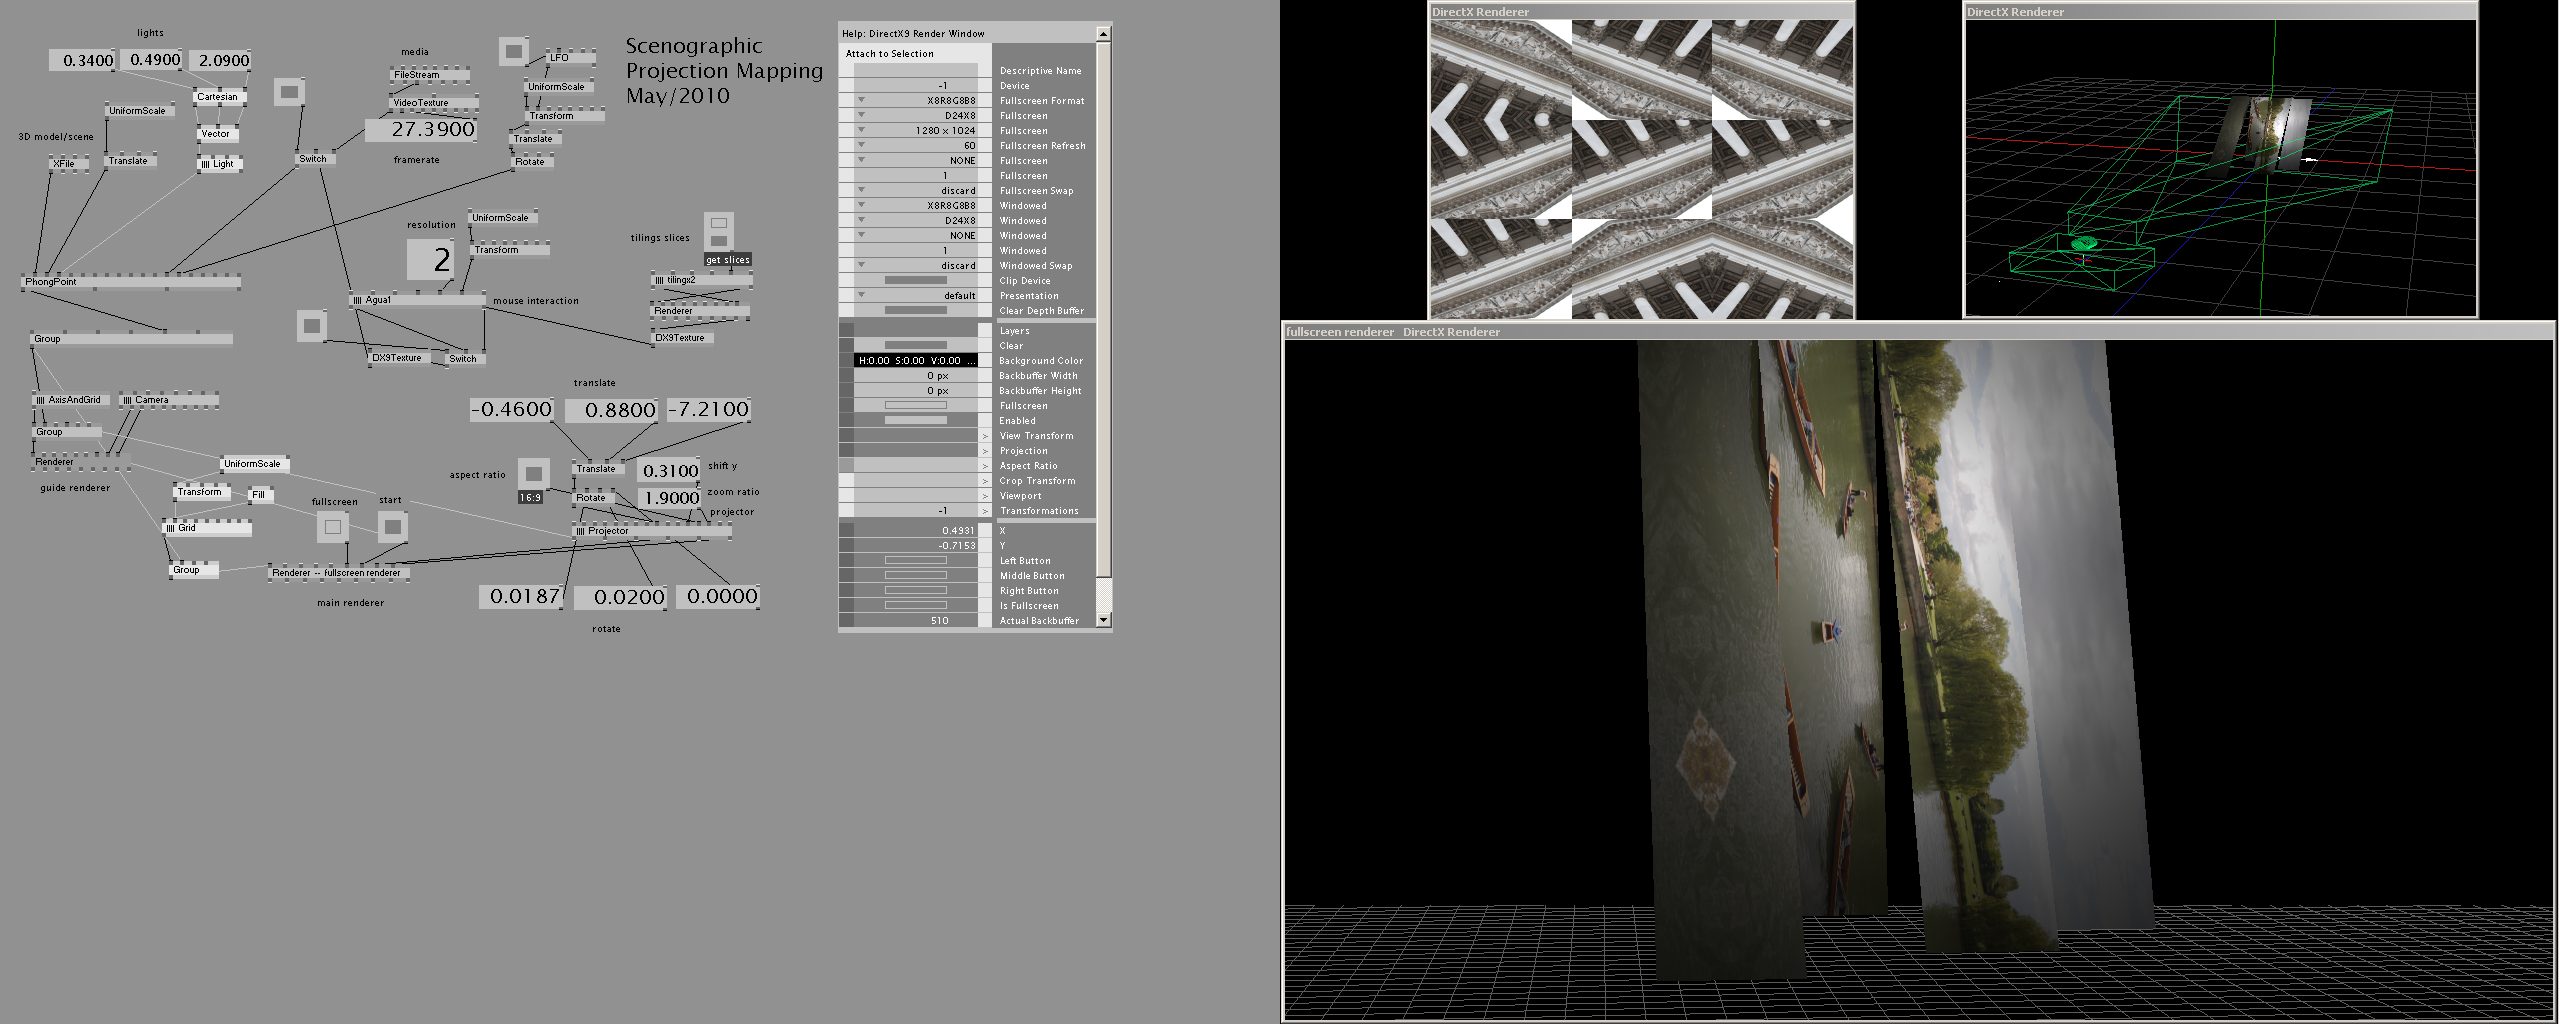 lights
0.3400 0.4900 2.0900
Cartesian
UniformScale
Vector
3D model/scene
XFile
Translate
Light
Switch
media
FileStream
VideoTexture
27.3900
framerate
LFO
UniformScale
Transform
Translate
Rotate
Scenographic
Projection Mapping
May/2010
PhongPoint
resolution
UniformScale
2
Transform
Agua1
mouse interaction
DX9Texture
Switch
tilings slices
get slices
tilingx2
Renderer
DX9Texture
Group
AxisAndGrid
Camera
Group
Renderer
guide renderer
UniformScale
Transform
Fill
Grid
Group
fullscreen
start
Renderer -- fullscreen renderer
main renderer
translate
-0.4600 0.8800 -7.2100
aspect ratio
16:9
Translate
0.3100
shift y
Rotate
1.9000
zoom ratio
projector
Projector
0.0187 0.0200 0.0000
rotate
Help: DirectX9 Render Window
Attach to Selection
Descriptive Name
-1 Device
X8R8G8B8 Fullscreen Format
D24X8 Fullscreen
1280 x 1024 Fullscreen
60 Fullscreen Refresh
NONE Fullscreen
1 Fullscreen
discard Fullscreen Swap
X8R8G8B8 Windowed
D24X8 Windowed
NONE Windowed
1 Windowed
discard Windowed Swap
Clip Device
default Presentation
Clear Depth Buffer
Layers
Clear
H:0.00 S:0.00 V:0.00 ... Background Color
0 px Backbuffer Width
0 px Backbuffer Height
Fullscreen
Enabled
> View Transform
> Projection
> Aspect Ratio
> Crop Transform
> Viewport
-1 > Transformations
0.4931 X
-0.7153 Y
Left Button
Middle Button
Right Button
Is Fullscreen
510 Actual Backbuffer
DirectX Renderer
DirectX Renderer
fullscreen renderer DirectX Renderer